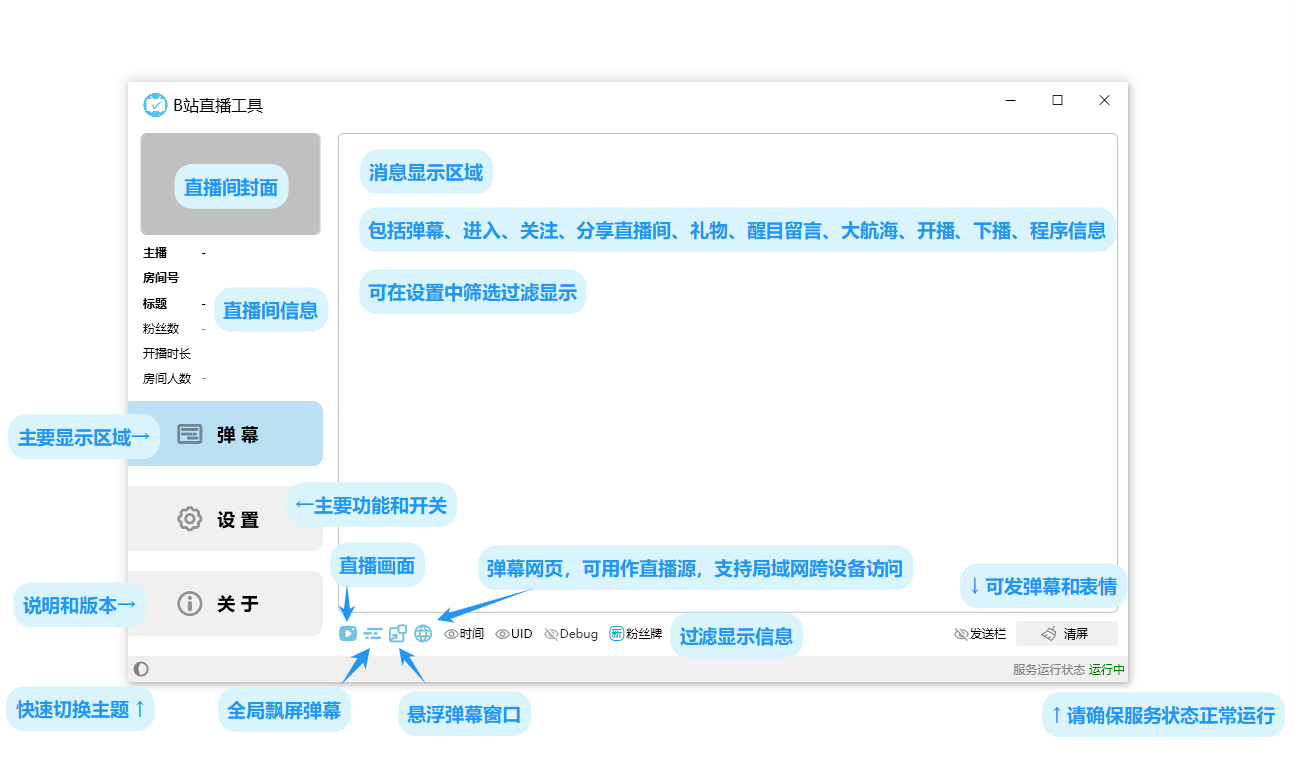 B站直播工具
直播间封面
主播 -
房间号
标题 -
直播间信息
粉丝数 -
开播时长
房间人数 -
消息显示区域
包括弹幕、进入、关注、分享直播间、礼物、醒目留言、大航海、开播、下播、程序信息
可在设置中筛选过滤显示
主要显示区域→
弹 幕
设 置
←主要功能和开关
说明和版本→
关 于
直播画面
弹幕网页，可用作直播源，支持局域网跨设备访问
↓可发弹幕和表情
时间 UID Debug 新 粉丝牌
过滤显示信息
发送栏 清屏
服务运行状态 运行中
快速切换主题↑
全局飘屏弹幕
悬浮弹幕窗口
↑请确保服务状态正常运行